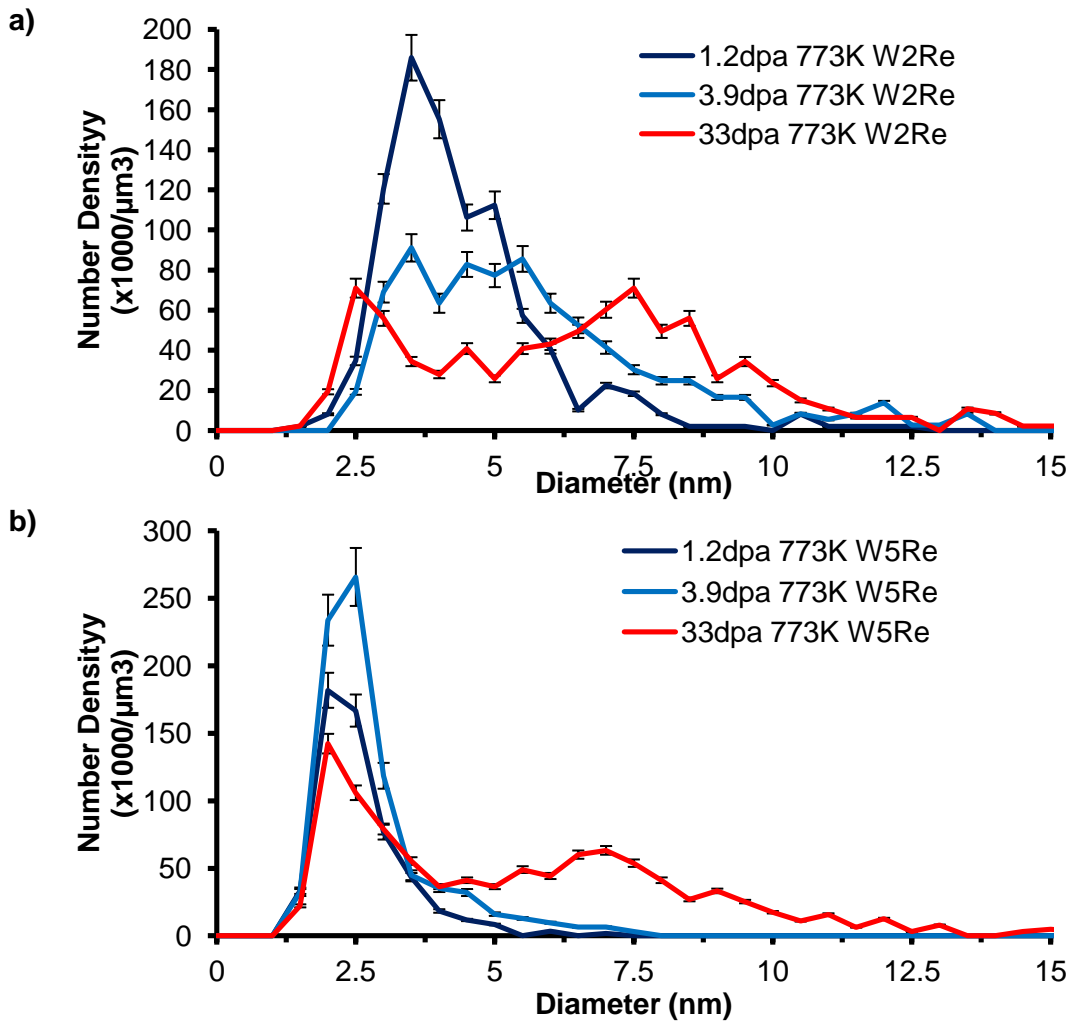 a)
200
180
160
140
120
100
80
60
40
20
0
Number Densityy
(x1000/μm3)
1.2dpa 773K W2Re
3.9dpa 773K W2Re
33dpa 773K W2Re
0 2.5 5 7.5 10 12.5 15
Diameter (nm)
b)
300
250
200
150
100
50
0
Number Densityy
(x1000/μm3)
1.2dpa 773K W5Re
3.9dpa 773K W5Re
33dpa 773K W5Re
0 2.5 5 7.5 10 12.5 15
Diameter (nm)